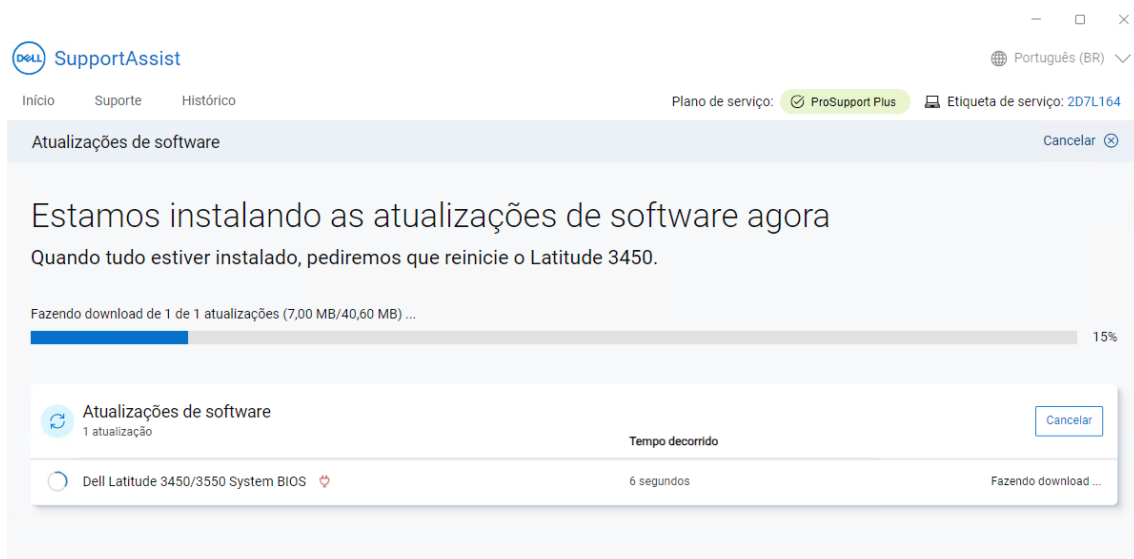 DELL SupportAssist
Português (BR)
Início Suporte Histórico
Plano de serviço: ProSupport Plus Etiqueta de serviço: 2D7L164
Atualizações de software
Cancelar
Estamos instalando as atualizações de software agora
Quando tudo estiver instalado, pediremos que reinicie o Latitude 3450.
Fazendo download de 1 de 1 atualizações (7,00 MB/40,60 MB) ...
15%
Atualizações de software
1 atualização
Cancelar
Tempo decorrido
Dell Latitude 3450/3550 System BIOS 6 segundos Fazendo download ...